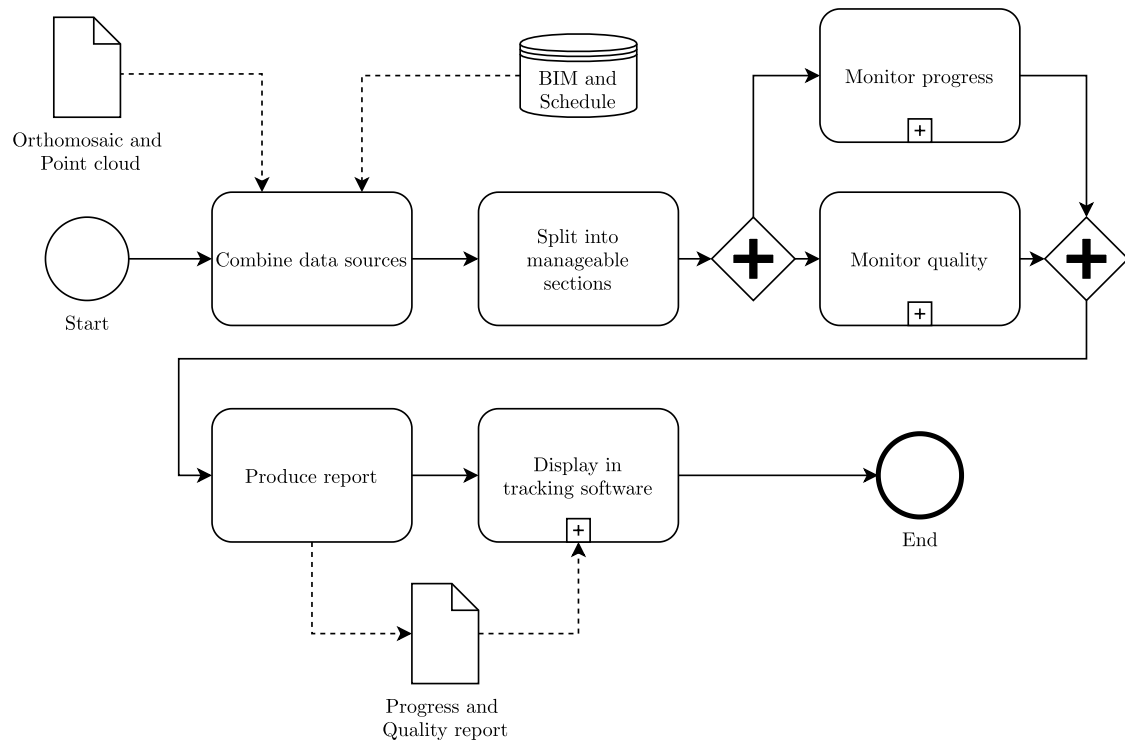 Orthomosaic and
Point cloud
BIM and
Schedule
Monitor progress
Start
Combine data sources
Split into
manageable
sections
Monitor quality
Produce report
Display in
tracking software
End
Progress and
Quality report